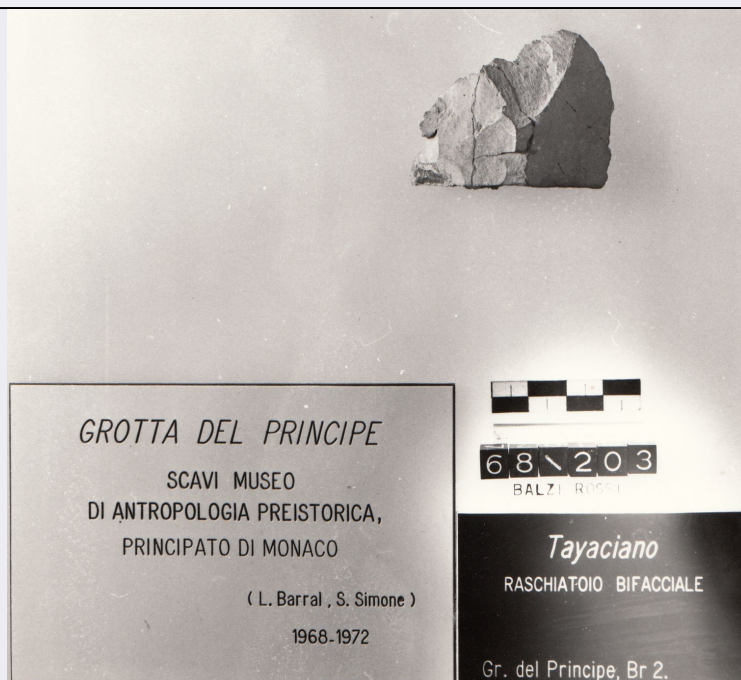 GROTTA DEL PRINCIPE
SCAVI MUSEO
DI ANTROPOLOGIA PREISTORICA,
PRINCIPATO DI MONACO
( L. Barral , S. Simone )
1968-1972
68\203
BALZI ROSSI
Tayaciano
RASCHIATOIO BIFACCIALE
Gr. del Principe, Br 2.